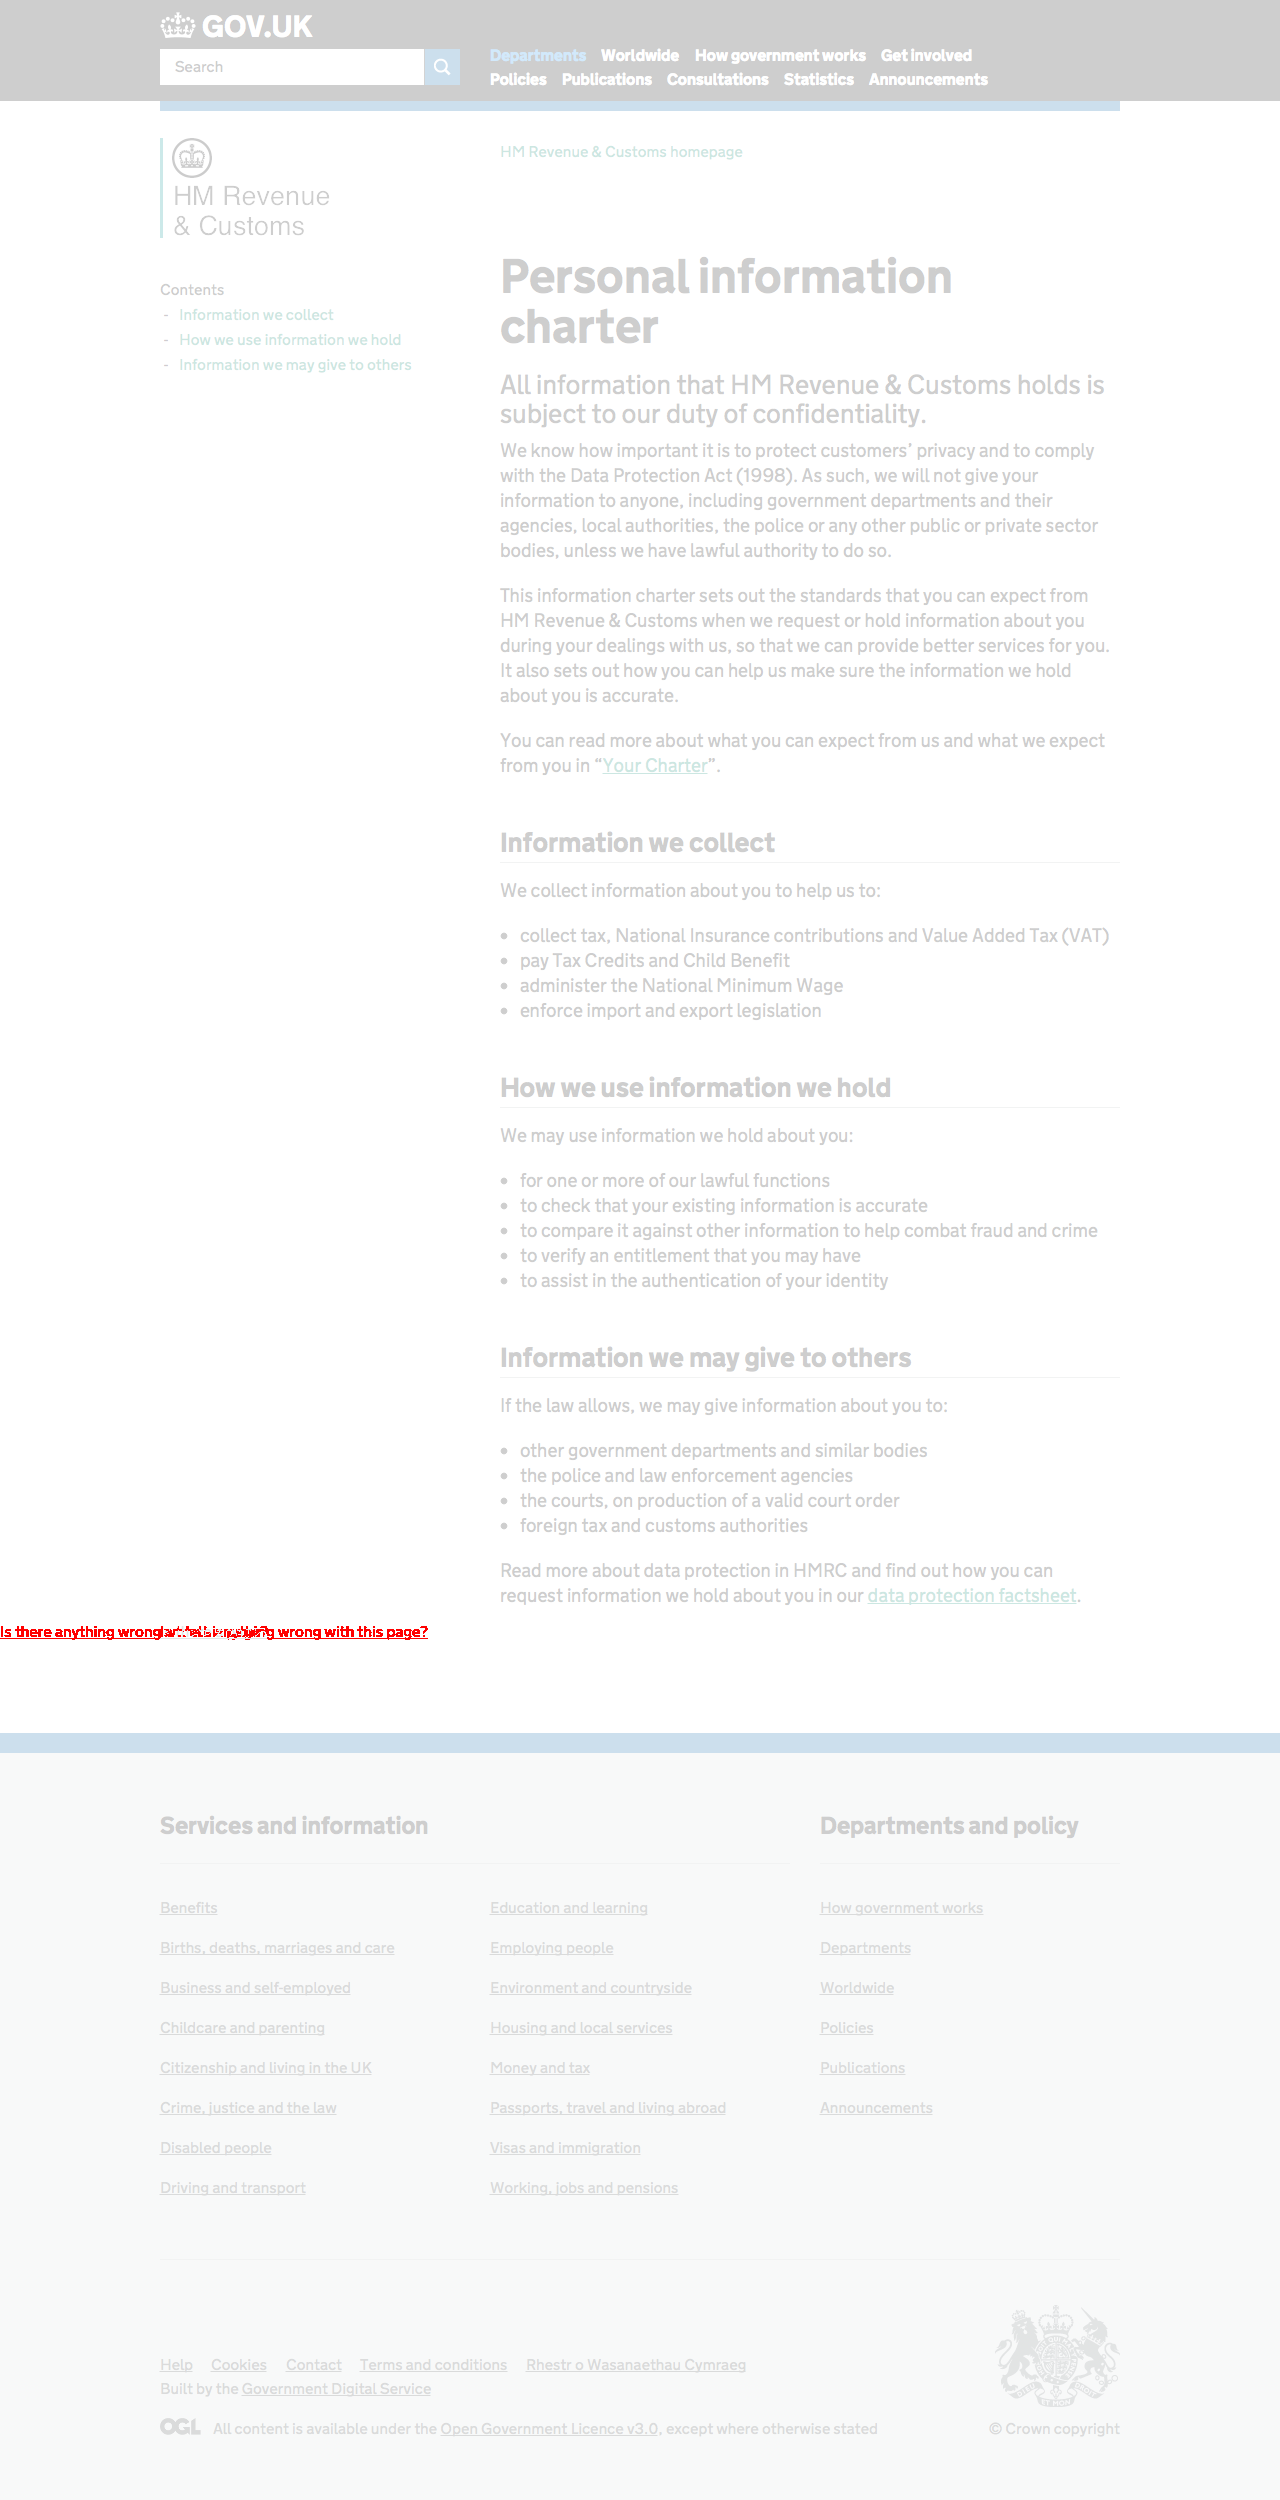 GOV.UK
Search
Departments Worldwide How government works Get involved
Policies Publications Consultations Statistics Announcements
HM Revenue & Customs homepage
HM Revenue
& Customs
Personal information
charter
Contents
- Information we collect
- How we use information we hold
- Information we may give to others
All information that HM Revenue & Customs holds is
subject to our duty of confidentiality.
We know how important it is to protect customers' privacy and to comply
with the Data Protection Act (1998). As such, we will not give your
information to anyone, including government departments and their
agencies, local authorities, the police or any other public or private sector
bodies, unless we have lawful authority to do so.
This information charter sets out the standards that you can expect from
HM Revenue & Customs when we request or hold information about you
during your dealings with us, so that we can provide better services for you.
It also sets out how you can help us make sure the information we hold
about you is accurate.
You can read more about what you can expect from us and what we expect
from you in “Your Charter”.
Information we collect
We collect information about you to help us to:
• collect tax, National Insurance contributions and Value Added Tax (VAT)
• pay Tax Credits and Child Benefit
• administer the National Minimum Wage
• enforce import and export legislation
How we use information we hold
We may use information we hold about you:
• for one or more of our lawful functions
• to check that your existing information is accurate
• to compare it against other information to help combat fraud and crime
• to verify an entitlement that you may have
• to assist in the authentication of your identity
Information we may give to others
If the law allows, we may give information about you to:
• other government departments and similar bodies
• the police and law enforcement agencies
• the courts, on production of a valid court order
• foreign tax and customs authorities
Read more about data protection in HMRC and find out how you can
request information we hold about you in our data protection factsheet.
Is there anything wrong wrong with this page?
Services and information
Departments and policy
Benefits
Births, deaths, marriages and care
Business and self-employed
Childcare and parenting
Citizenship and living in the UK
Crime, justice and the law
Disabled people
Driving and transport
Education and learning
Employing people
Environment and countryside
Housing and local services
Money and tax
Passports, travel and living abroad
Visas and immigration
Working, jobs and pensions
How government works
Departments
Worldwide
Policies
Publications
Announcements
Help Cookies Contact Terms and conditions Rhestr o Wasanaethau Cymraeg
Built by the Government Digital Service
OGL All content is available under the Open Government Licence v3.0, except where otherwise stated
© Crown copyright